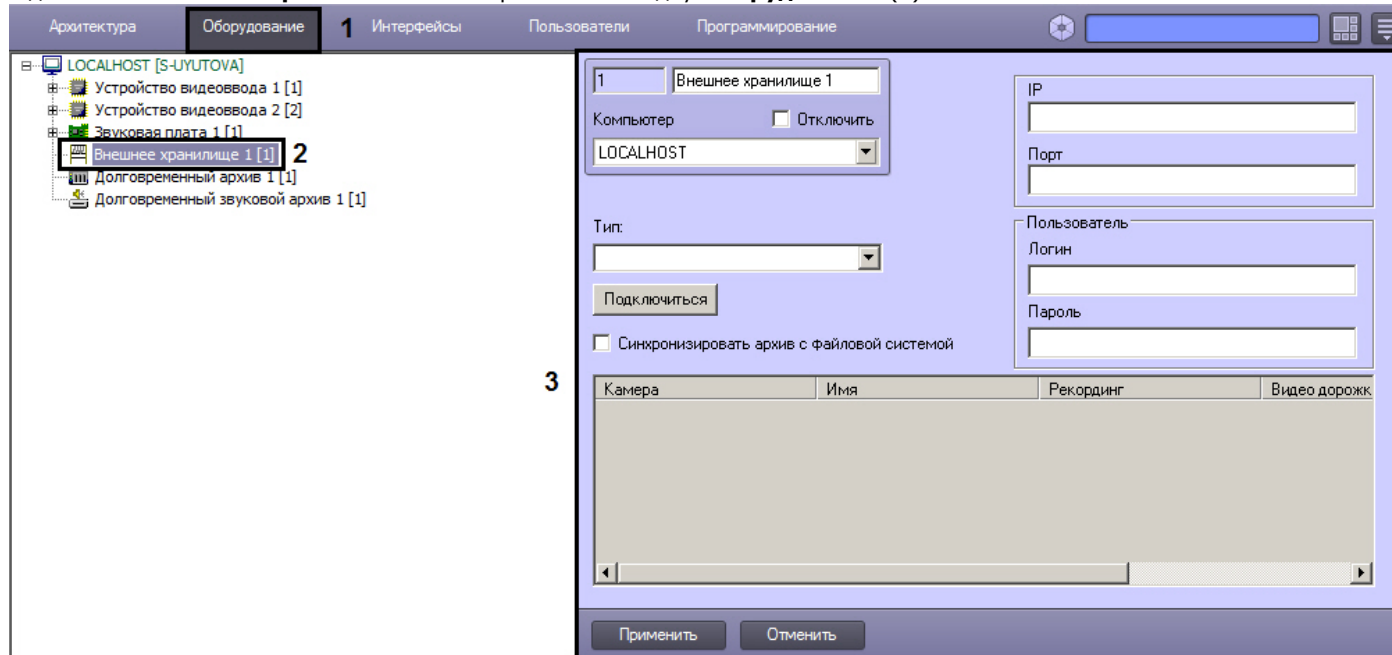 Архитектура Оборудование 1 Интерфейсы Пользователи Программирование
LOCALHOST [S-UYUTOVA]
Устройство видеоввода 1 [1]
Устройство видеоввода 2 [2]
Звуковая плата 1 [1]
Внешнее хранилище 1 [1] 2
Долговременный архив 1 [1]
Долговременный звуковой архив 1 [1]
3
1 Внешнее хранилище 1
Компьютер Отключить
LOCALHOST
Тип:
Подключиться
Синхронизировать архив с файловой системой
IP
Порт
Пользователь
Логин
Пароль
Камера Имя Рекординг Видео дорожк
Применить Отменить